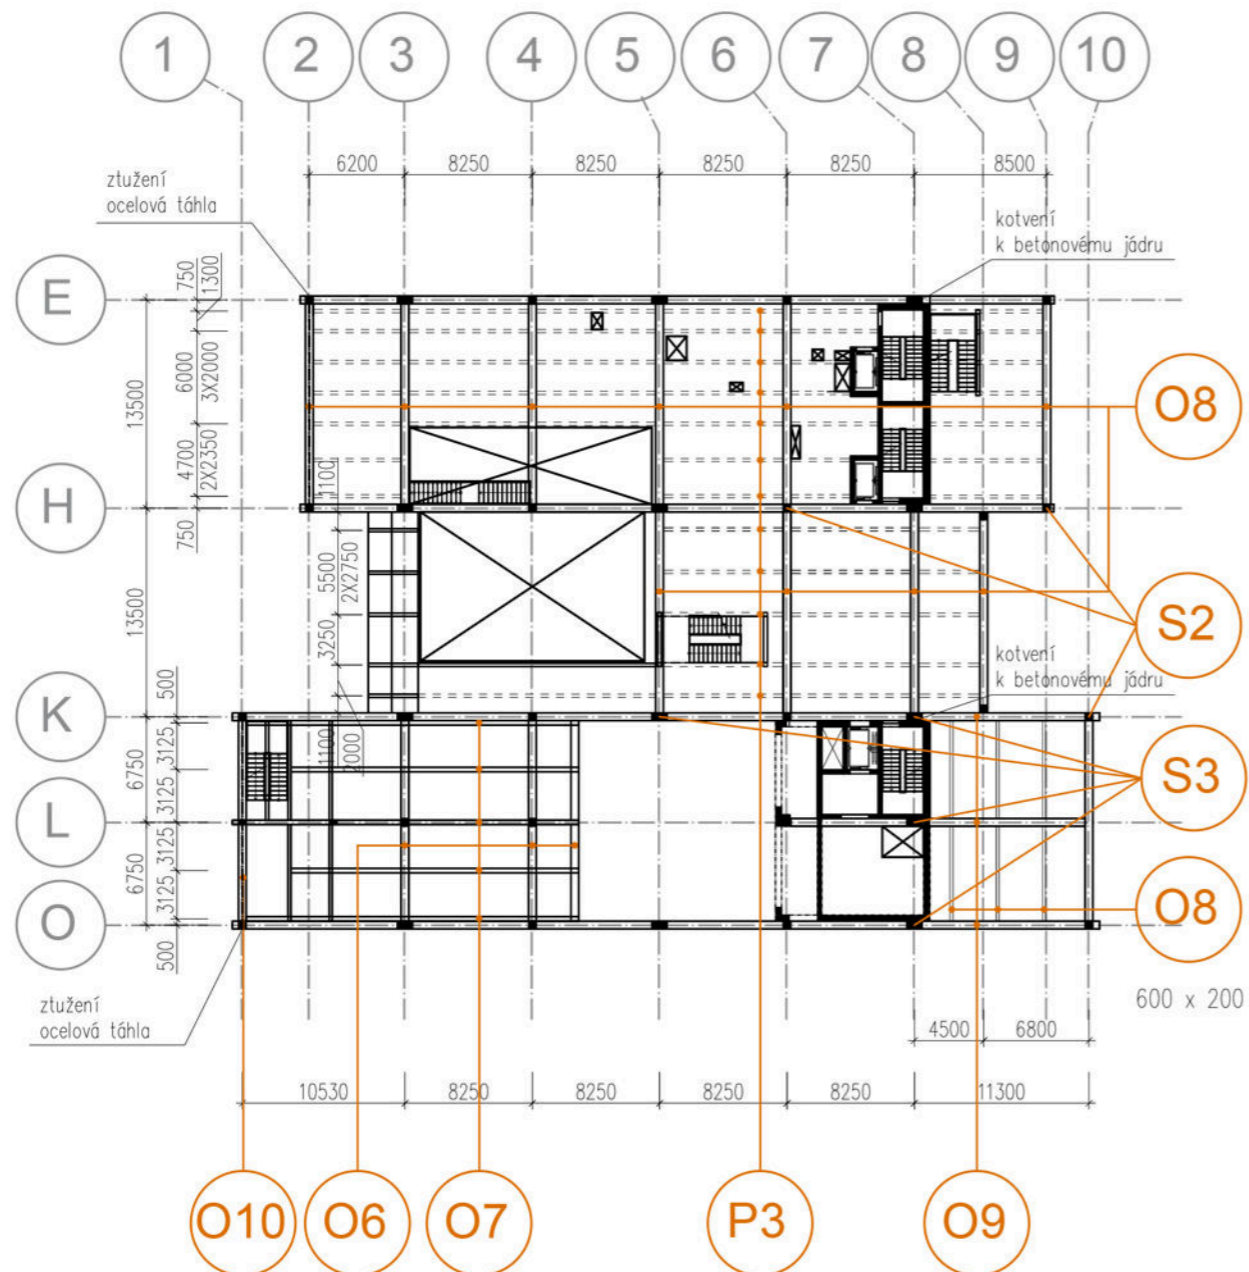 1 2 3 4 5 6 7 8 9 10
6200 8250 8250 8250 8250 8500
ztužení
ocelová táhla
kotvení
k betonovému jádru
E
750
1300
6000
3X2000
13500
4700
2X2350
O8
H
750
1100
5500
2X2750
13500
3250
S2
kotvení
k betonovému jádru
500
K
1100
2000
3125
6750
3125
S3
L
3125
6750
3125
O8
O
500
ztužení
ocelová táhla
600 x 200
4500 6800
10530 8250 8250 8250 8250 11300
O10 O6 O7 P3 O9